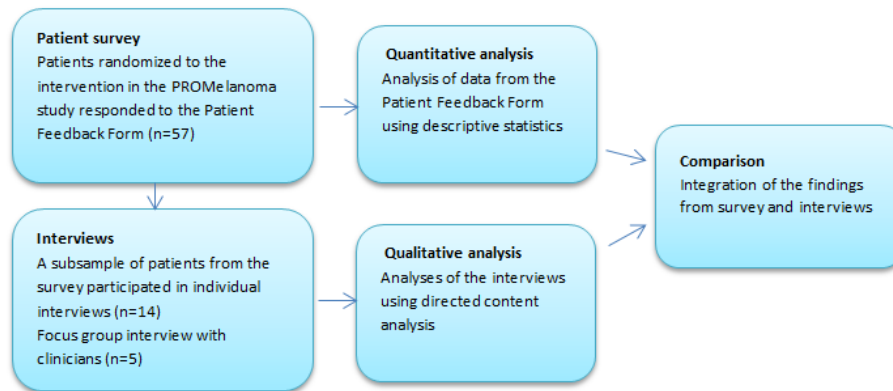 Patient survey
Patients randomized to the
intervention in the PROMelanoma
study responded to the Patient
Feedback Form (n=57)
Quantitative analysis
Analysis of data from the
Patient Feedback Form
using descriptive statistics
Comparison
Integration of the findings
from survey and interviews
Interviews
A subsample of patients from the
survey participated in individual
interviews (n=14)
Focus group interview with
clinicians (n=5)
Qualitative analysis
Analyses of the interviews
using directed content
analysis